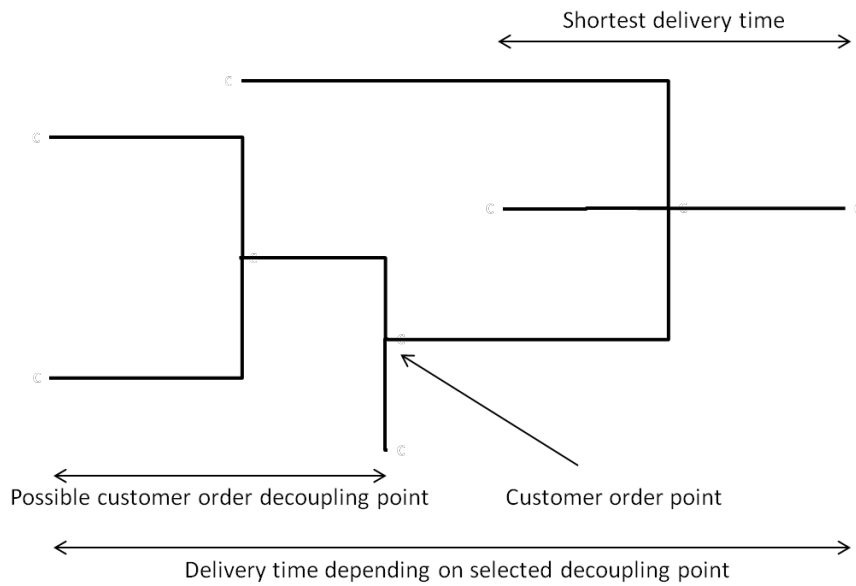 Shortest delivery time
C
C
C
C
C
C
C
C
Possible customer order decoupling point
Customer order point
Delivery time depending on selected decoupling point